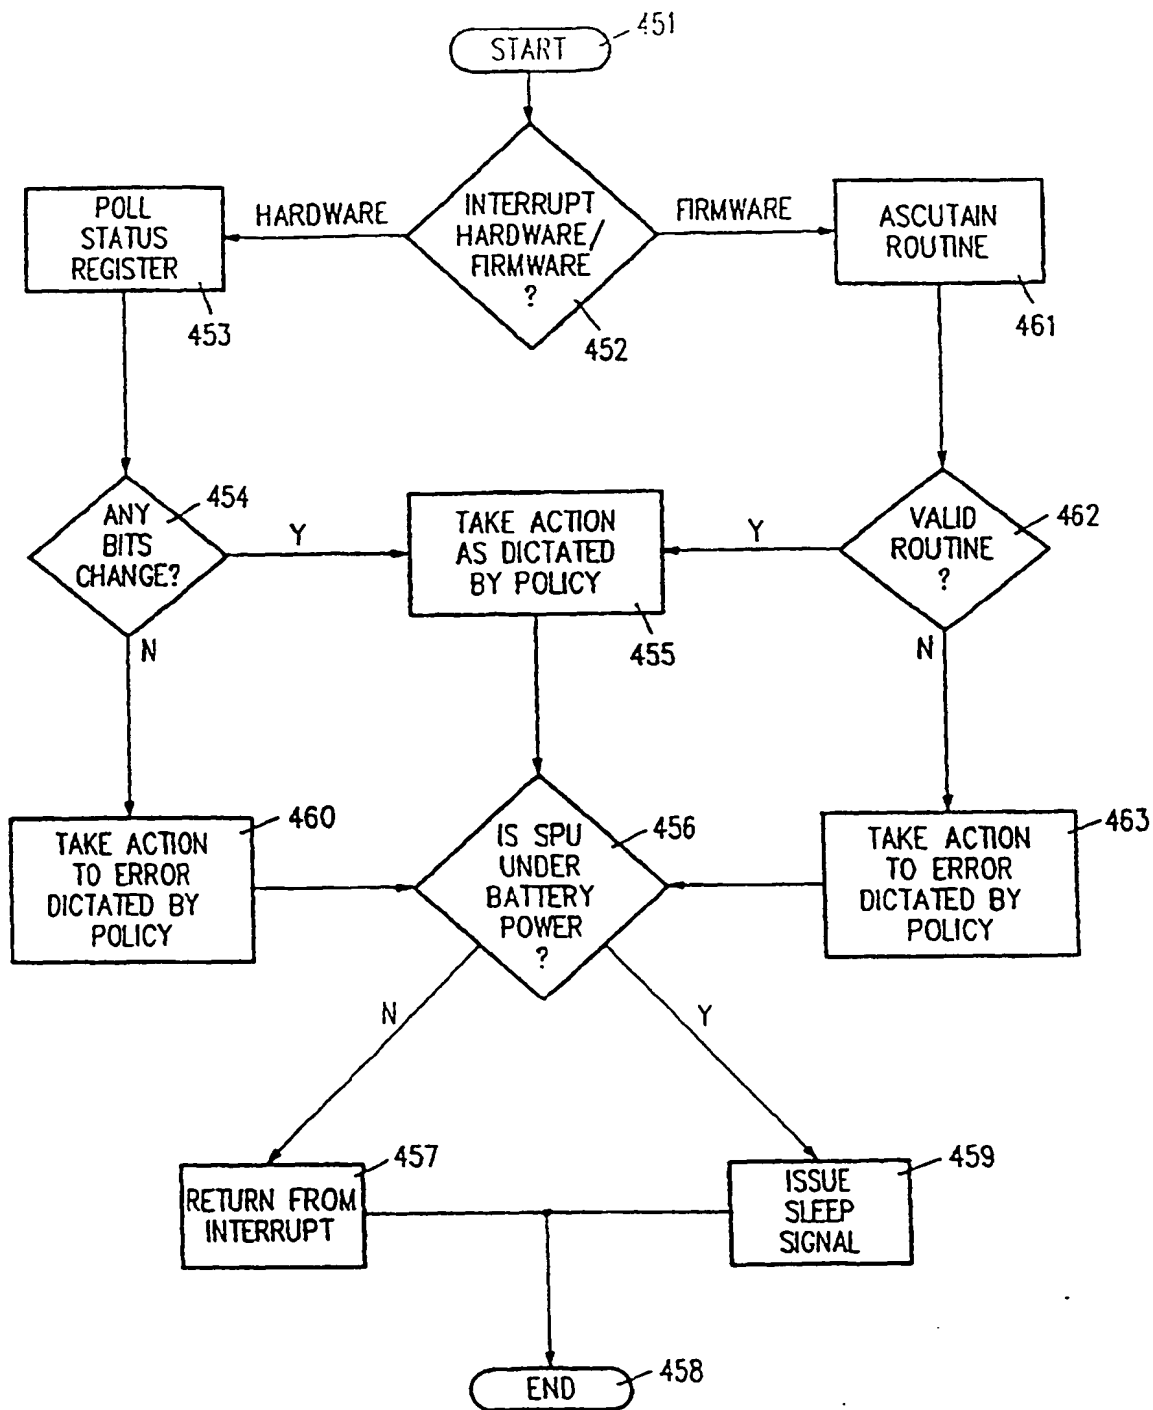 START
451
INTERRUPT
HARDWARE/
FIRMWARE
?
452
HARDWARE
FIRMWARE
POLL
STATUS
REGISTER
453
ASCUTAIN
ROUTINE
461
ANY
BITS
CHANGE?
454
Y
N
TAKE ACTION
AS DICTATED
BY POLICY
455
VALID
ROUTINE
?
462
Y
N
TAKE ACTION
TO ERROR
DICTATED BY
POLICY
460
IS SPU
UNDER
BATTERY
POWER
?
456
TAKE ACTION
TO ERROR
DICTATED BY
POLICY
463
N
Y
RETURN FROM
INTERRUPT
457
ISSUE
SLEEP
SIGNAL
459
END
458